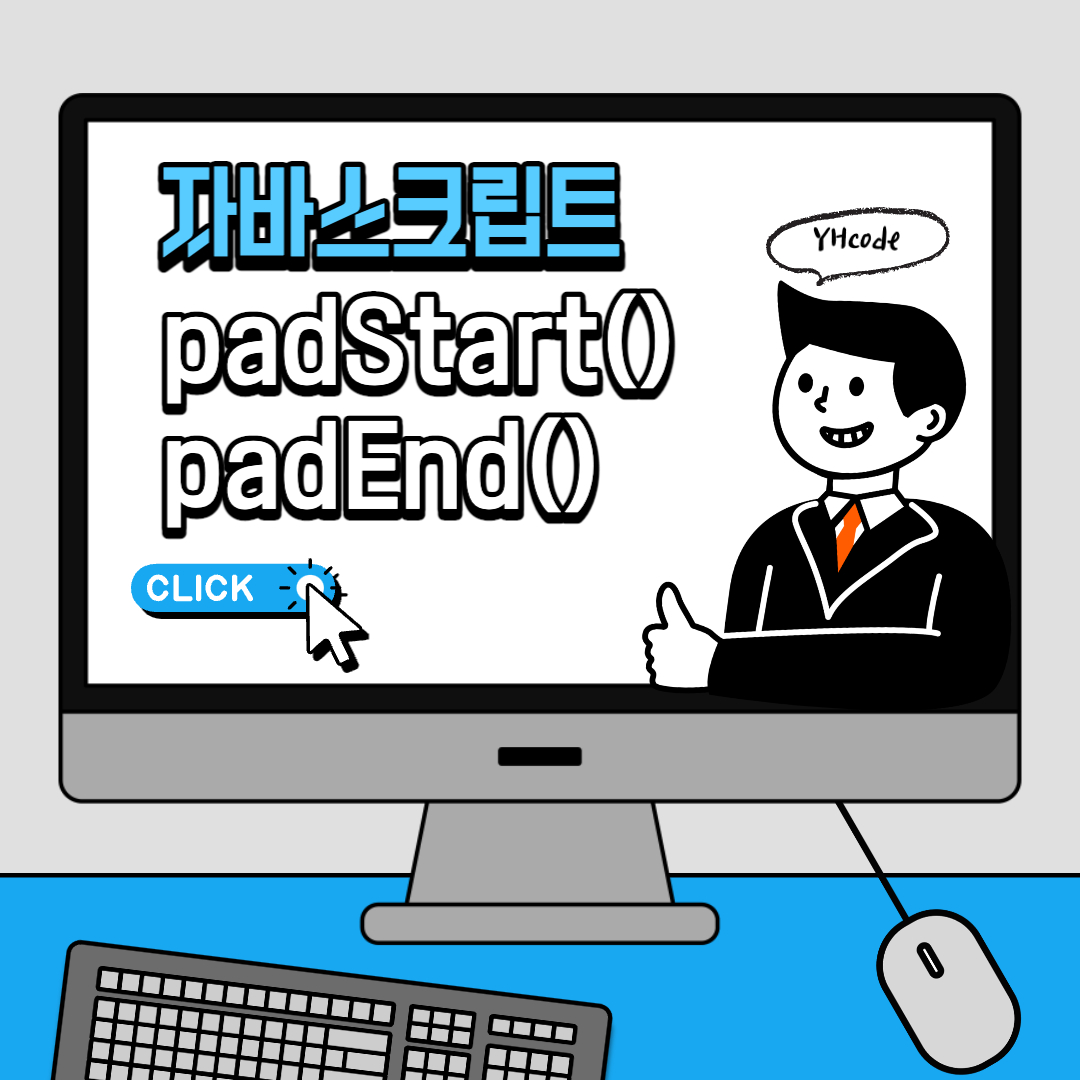 자바스크립트
padStart()
padEnd()
CLICK
YHcode